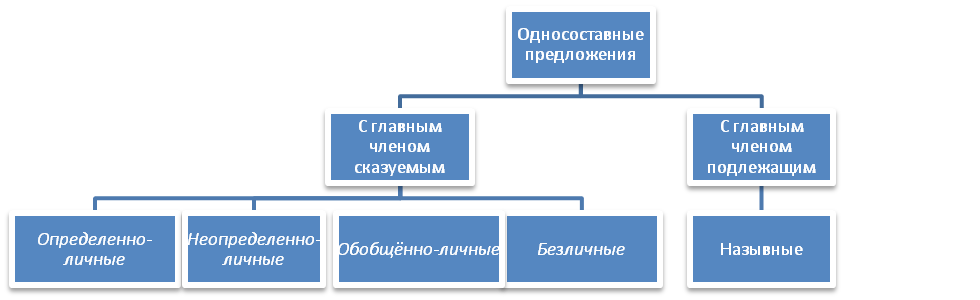 Односоставные
предложения
С главным
членом
сказуемым
С главным
членом
подлежащим
Определенно-
личные
Неопределенно-
личные
Обобщённо-личные
Безличные
Назывные